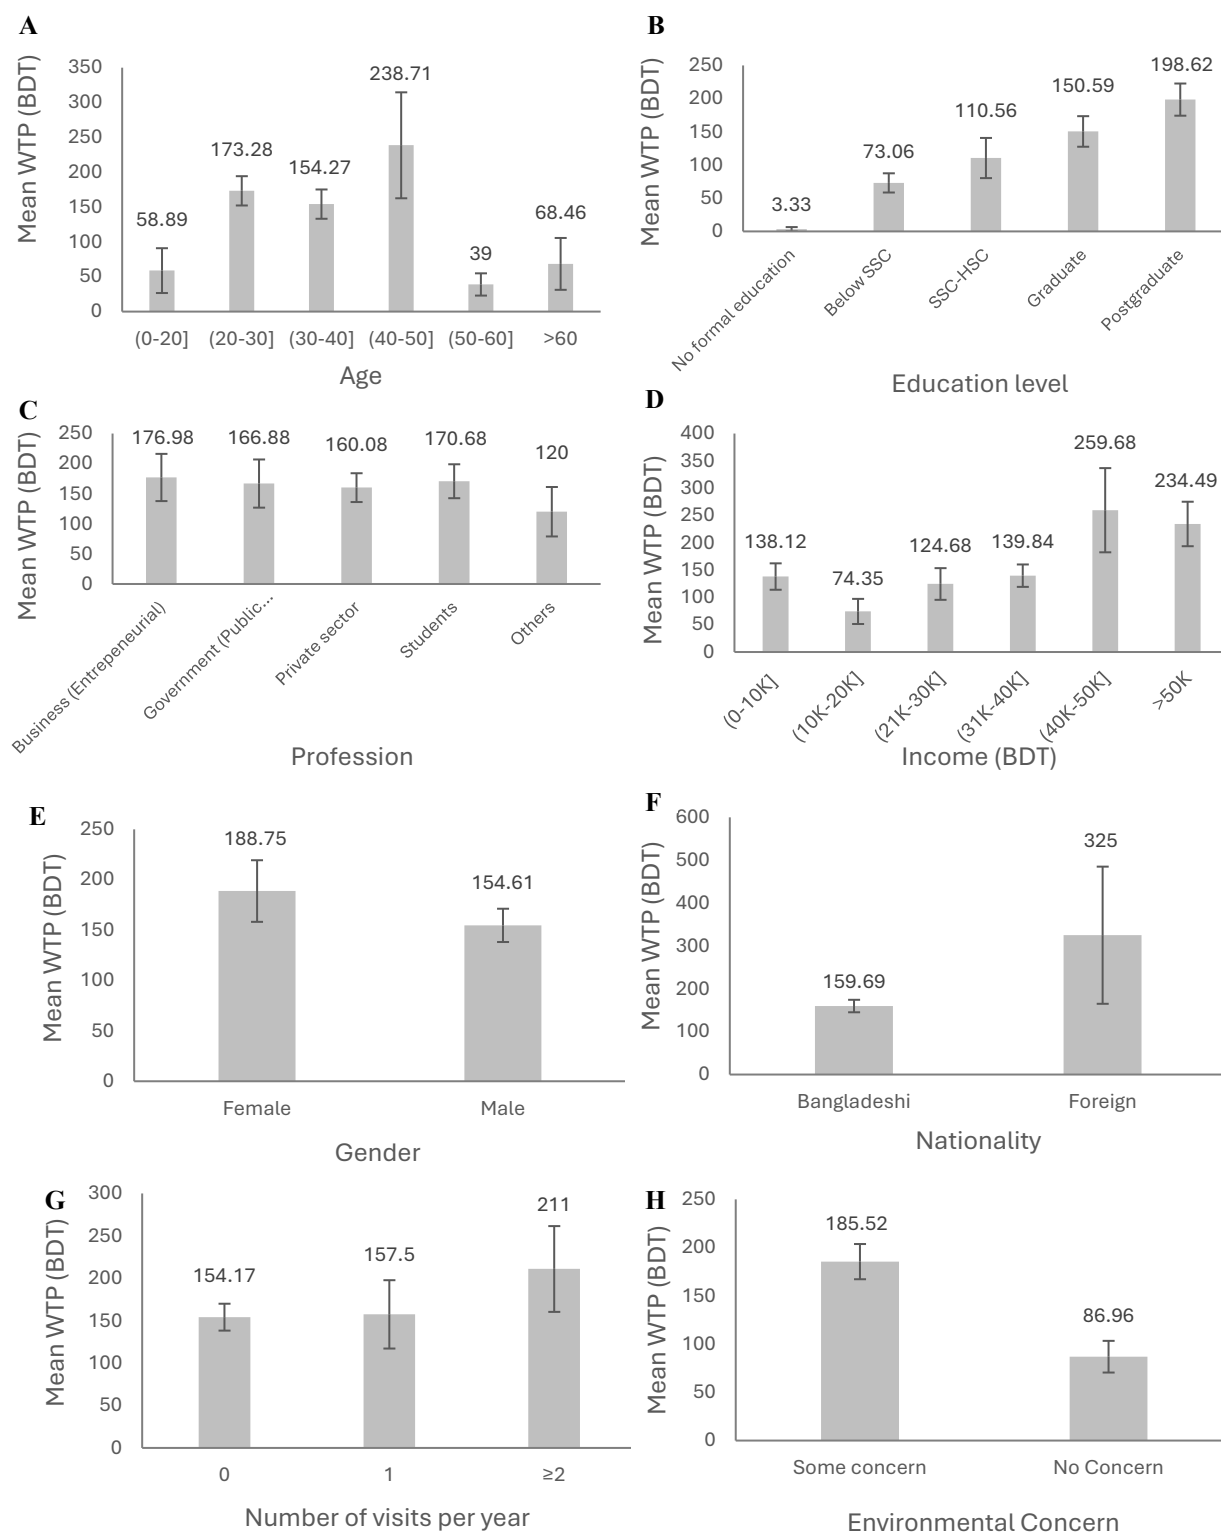 A
Mean WTP (BDT)
350
300
250
200
150
100
50
0
58.89
173.28
154.27
238.71
39
68.46
(0-20]
(20-30]
(30-40]
(40-50]
(50-60]
>60
Age
B
Mean WTP (BDT)
250
200
150
100
50
0
3.33
73.06
110.56
150.59
198.62
No formal education
Below SSC
SSC-HSC
Graduate
Postgraduate
Education level
C
Mean WTP (BDT)
250
200
150
100
50
0
176.98
166.88
160.08
170.68
120
Business (Entrepeneurial)
Government (Public...
Private sector
Students
Others
Profession
D
Mean WTP (BDT)
400
350
300
250
200
150
100
50
0
138.12
74.35
124.68
139.84
259.68
234.49
(0-10K]
(10K-20K]
(21K-30K]
(31K-40K]
(40K-50K]
>50K
Income (BDT)
E
Mean WTP (BDT)
250
200
150
100
50
0
188.75
154.61
Female
Male
Gender
F
Mean WTP (BDT)
600
500
400
300
200
100
0
159.69
325
Bangladeshi
Foreign
Nationality
G
Mean WTP (BDT)
300
250
200
150
100
50
0
154.17
157.5
211
0
1
≥2
Number of visits per year
H
Mean WTP (BDT)
250
200
150
100
50
0
185.52
86.96
Some concern
No Concern
Environmental Concern